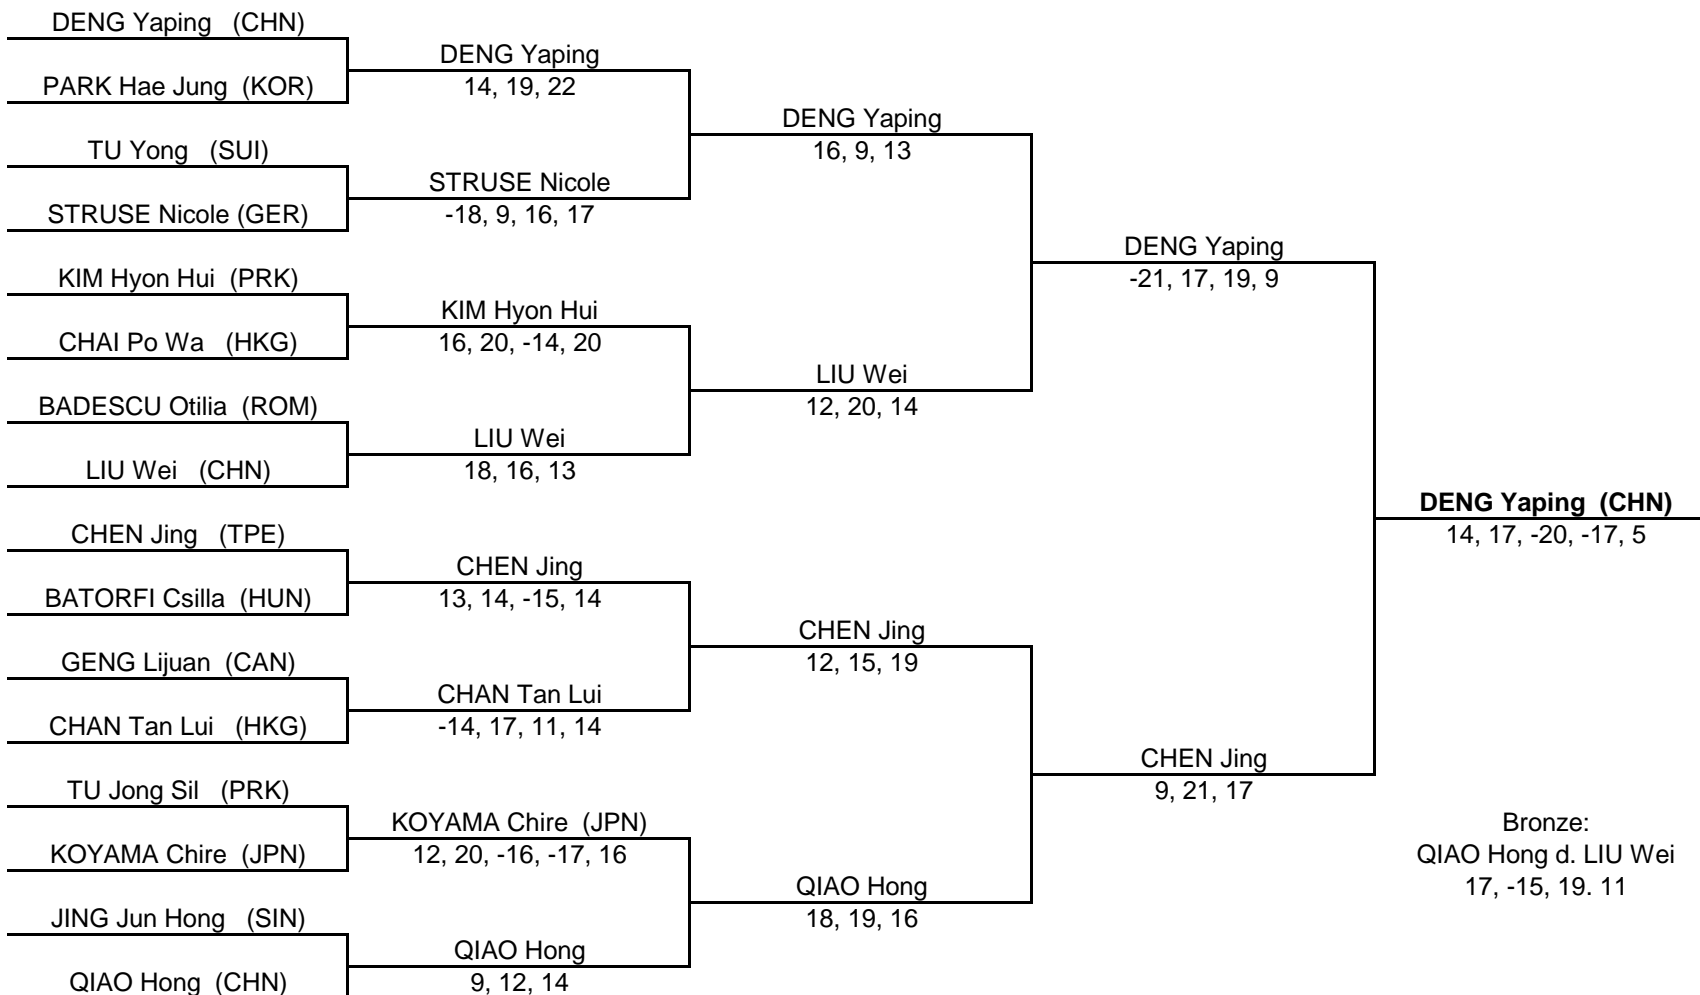 DENG Yaping (CHN)
PARK Hae Jung (KOR)
TU Yong (SUI)
STRUSE Nicole (GER)
KIM Hyon Hui (PRK)
CHAI Po Wa (HKG)
BADESCU Otilia (ROM)
LIU Wei (CHN)
CHEN Jing (TPE)
BATORFI Csilla (HUN)
GENG Lijuan (CAN)
CHAN Tan Lui (HKG)
TU Jong Sil (PRK)
KOYAMA Chire (JPN)
JING Jun Hong (SIN)
QIAO Hong (CHN)
DENG Yaping
14, 19, 22
STRUSE Nicole
-18, 9, 16, 17
KIM Hyon Hui
16, 20, -14, 20
LIU Wei
18, 16, 13
CHEN Jing
13, 14, -15, 14
CHAN Tan Lui
-14, 17, 11, 14
KOYAMA Chire (JPN)
12, 20, -16, -17, 16
QIAO Hong
9, 12, 14
DENG Yaping
16, 9, 13
LIU Wei
12, 20, 14
CHEN Jing
12, 15, 19
QIAO Hong
18, 19, 16
DENG Yaping
-21, 17, 19, 9
CHEN Jing
9, 21, 17
DENG Yaping (CHN)
14, 17, -20, -17, 5
Bronze:
QIAO Hong d. LIU Wei
17, -15, 19. 11